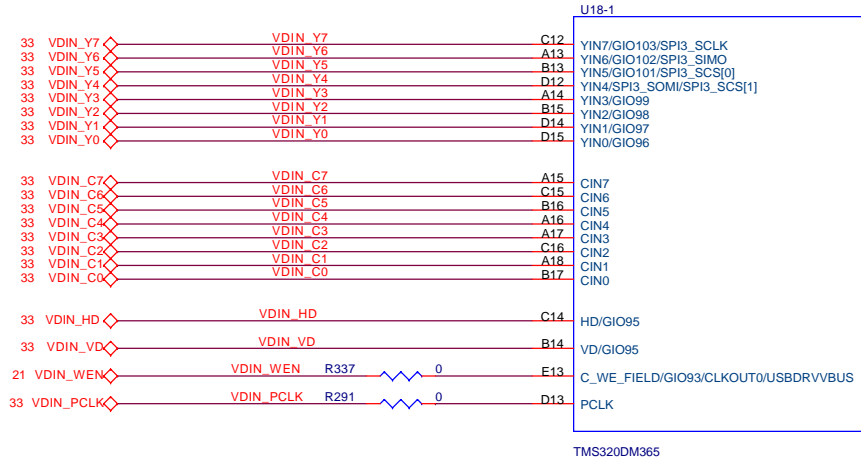 U18-1
33 VDIN_Y7 VDIN_Y7 C12 YIN7/GIO103/SPI3_SCLK
33 VDIN_Y6 VDIN_Y6 A13 YIN6/GIO102/SPI3_SIMO
33 VDIN_Y5 VDIN_Y5 B13 YIN5/GIO101/SPI3_SCS[0]
33 VDIN_Y4 VDIN_Y4 D12 YIN4/SPI3_SOMI/SPI3_SCS[1]
33 VDIN_Y3 VDIN_Y3 A14 YIN3/GIO99
33 VDIN_Y2 VDIN_Y2 B15 YIN2/GIO98
33 VDIN_Y1 VDIN_Y1 D14 YIN1/GIO97
33 VDIN_Y0 VDIN_Y0 D15 YIN0/GIO96
33 VDIN_C7 VDIN_C7 A15 CIN7
33 VDIN_C6 VDIN_C6 C15 CIN6
33 VDIN_C5 VDIN_C5 B16 CIN5
33 VDIN_C4 VDIN_C4 A16 CIN4
33 VDIN_C3 VDIN_C3 A17 CIN3
33 VDIN_C2 VDIN_C2 C16 CIN2
33 VDIN_C1 VDIN_C1 A18 CIN1
33 VDIN_C0 VDIN_C0 B17 CIN0
33 VDIN_HD VDIN_HD C14 HD/GIO95
33 VDIN_VD VDIN_VD B14 VD/GIO95
21 VDIN_WEN VDIN_WEN R337 0 E13 C_WE_FIELD/GIO93/CLKOUT0/USBDRVVBUS
33 VDIN_PCLK VDIN_PCLK R291 0 D13 PCLK
TMS320DM365